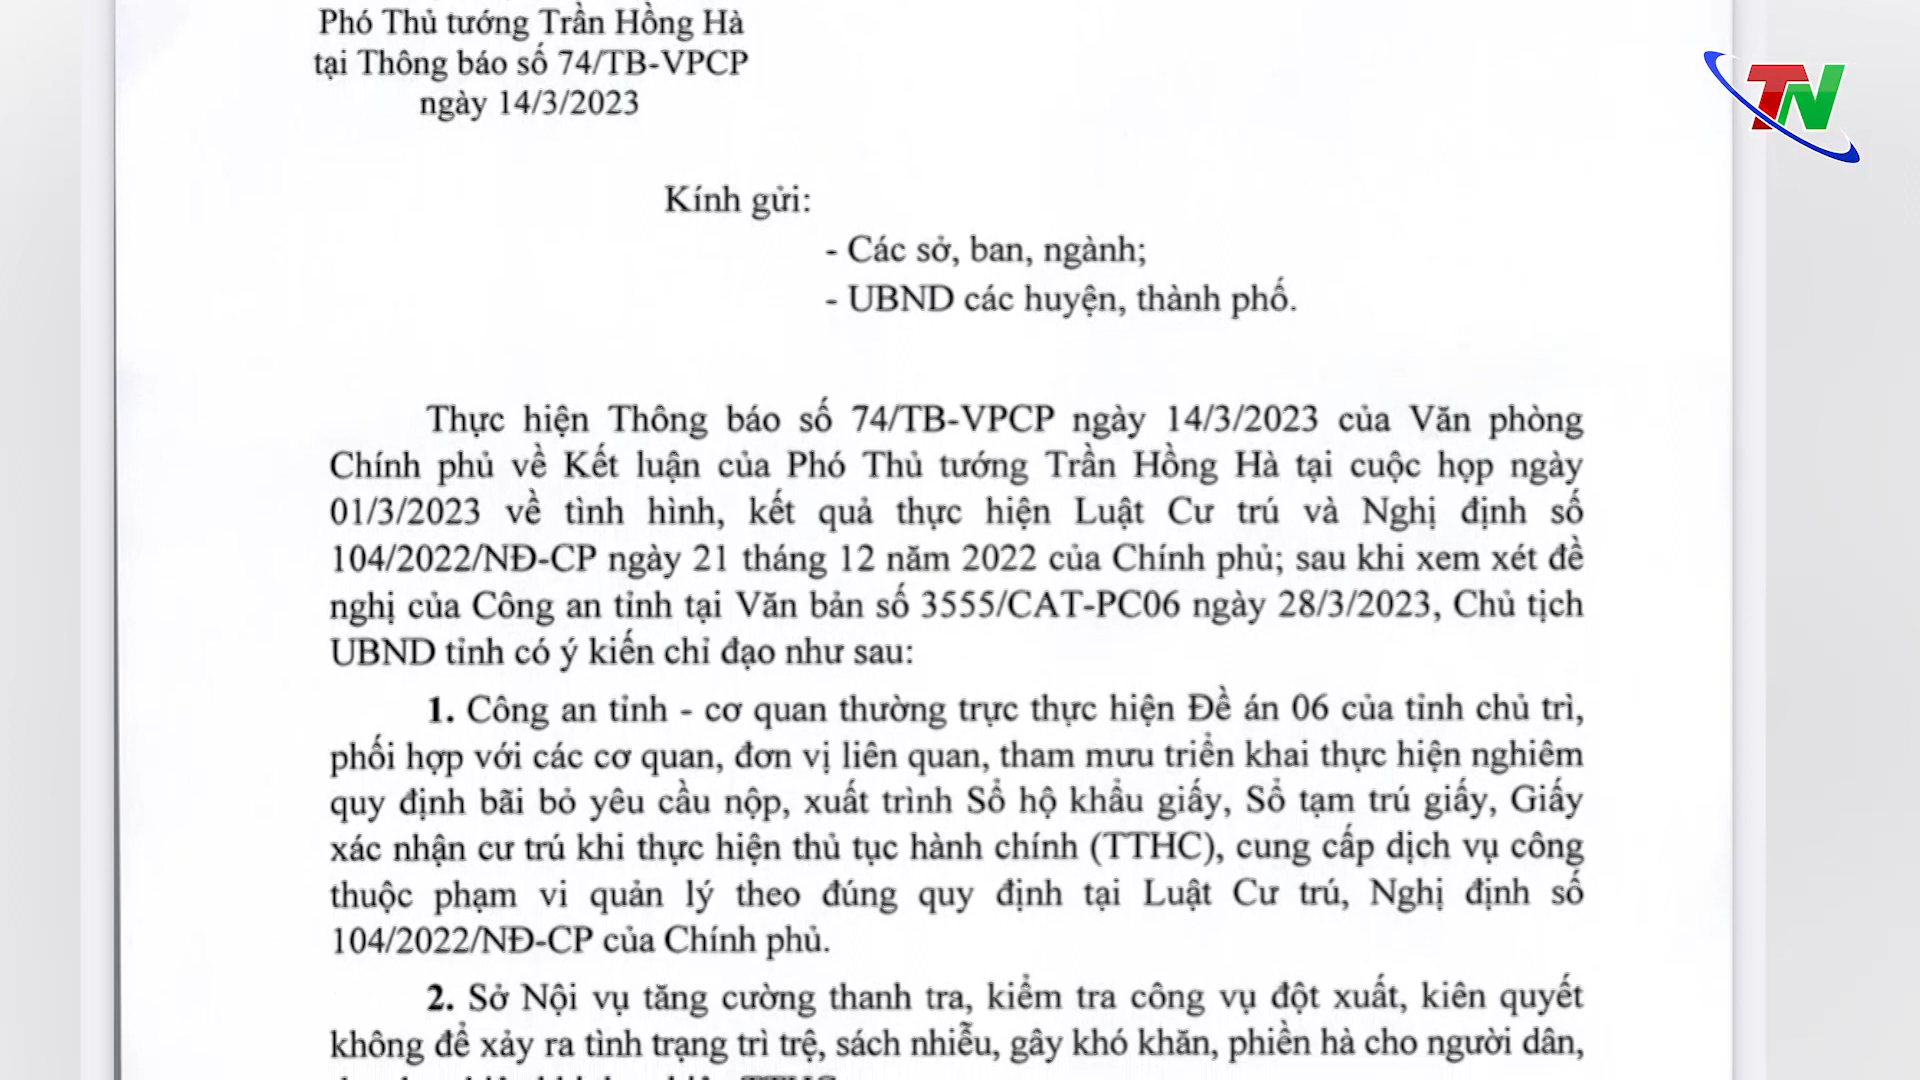 Phó Thủ tướng Trần Hồng Hà
tại Thông báo số 74/TB-VPCP
ngày 14/3/2023
TN
Kính gửi:
- Các sở, ban, ngành;
- UBND các huyện, thành phố.
Thực hiện Thông báo số 74/TB-VPCP ngày 14/3/2023 của Văn phòng
Chính phủ về Kết luận của Phó Thủ tướng Trần Hồng Hà tại cuộc họp ngày
01/3/2023 về tình hình, kết quả thực hiện Luật Cư trú và Nghị định số
104/2022/NĐ-CP ngày 21 tháng 12 năm 2022 của Chính phủ; sau khi xem xét đề
nghị của Công an tỉnh tại Văn bản số 3555/CAT-PC06 ngày 28/3/2023, Chủ tịch
UBND tỉnh có ý kiến chỉ đạo như sau:
1. Công an tỉnh - cơ quan thường trực thực hiện Đề án 06 của tỉnh chủ trì,
phối hợp với các cơ quan, đơn vị liên quan, tham mưu triển khai thực hiện nghiêm
quy định bãi bỏ yêu cầu nộp, xuất trình Sổ hộ khẩu giấy, Sổ tạm trú giấy, Giấy
xác nhận cư trú khi thực hiện thủ tục hành chính (TTHC), cung cấp dịch vụ công
thuộc phạm vi quản lý theo đúng quy định tại Luật Cư trú, Nghị định số
104/2022/NĐ-CP của Chính phủ.
2. Sở Nội vụ tăng cường thanh tra, kiểm tra công vụ đột xuất, kiên quyết
không để xảy ra tình trạng trì trệ, sách nhiễu, gây khó khăn, phiền hà cho người dân,